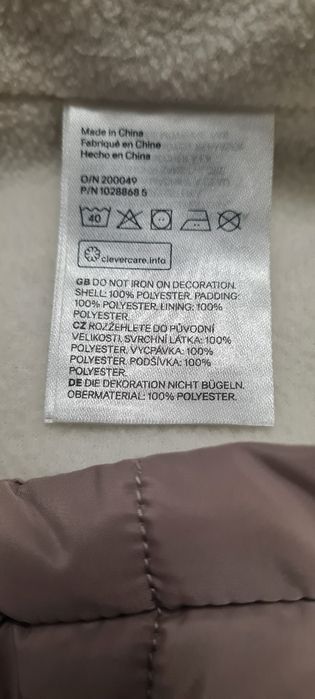 Made in China
Fabriqué en Chine
Hecho en China
O/N 200049
P/N 1028868 5
40
clevercare.info
GB DO NOT IRON ON DECORATION.
SHELL: 100% POLYESTER. PADDING:
100% POLYESTER. LINING: 100%
POLYESTER.
CZ ROZŽEHLETE DO PŮVODNÍ
VELIKOSTI. SVRCHNÍ LÁTKA: 100%
POLYESTER. VÝCPÁVKA: 100%
POLYESTER. PODŠÍVKA: 100%
POLYESTER.
DE DIE DEKORATION NICHT BÜGELN.
OBERMATERIAL: 100% POLYESTER.